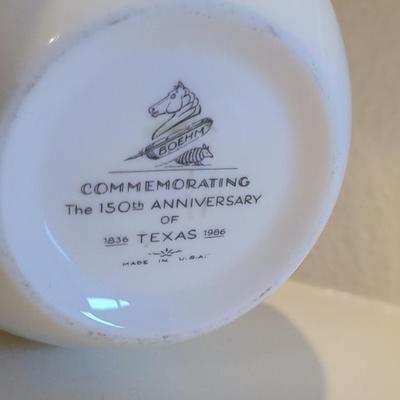 BOEHM
COMMEMORATING
The 150th ANNIVERSARY
OF
1836 TEXAS 1986
MADE IN U.S.A.